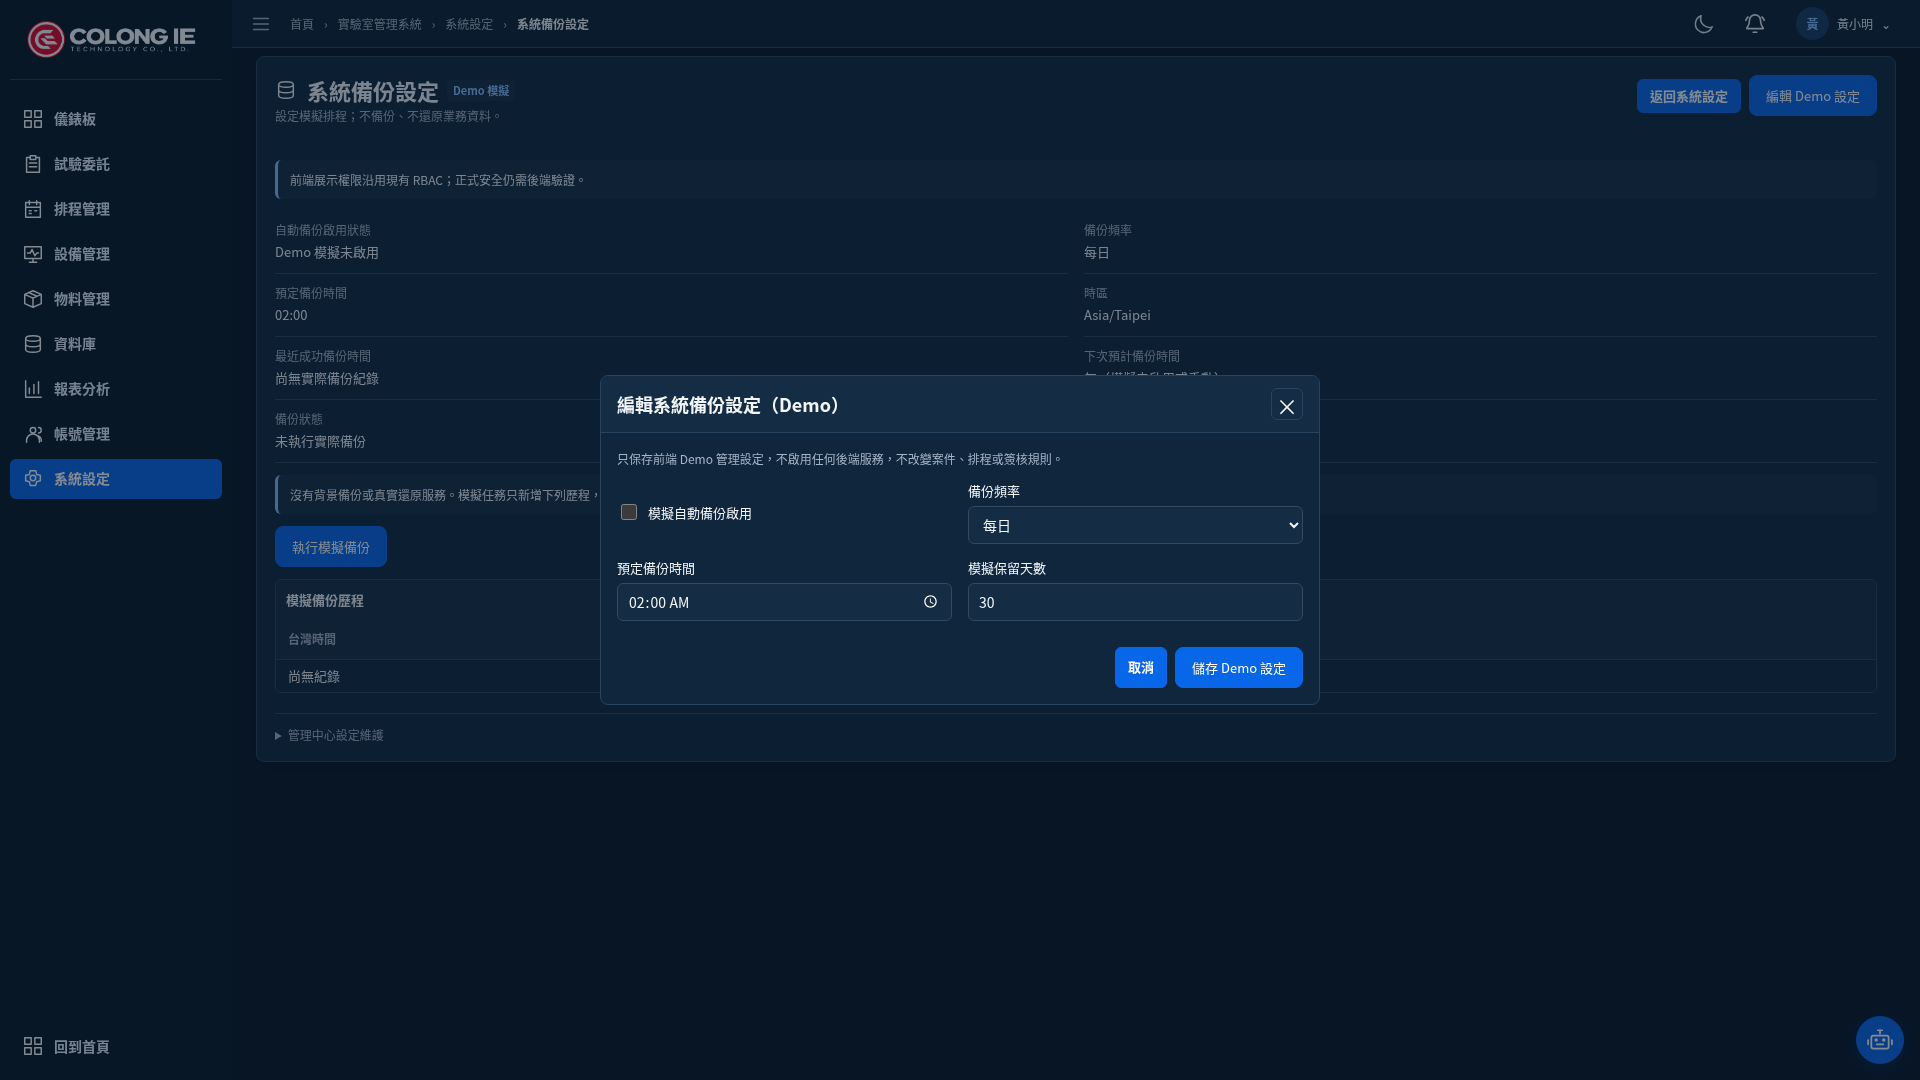 COLONG IE
TECHNOLOGY CO., LTD.
首頁 › 實驗室管理系統 › 系統設定 › 系統備份設定
黃 黃小明
儀錶板
試驗委託
排程管理
設備管理
物料管理
資料庫
報表分析
帳號管理
系統設定
回到首頁
系統備份設定 Demo 模擬
設定模擬排程；不備份、不還原業務資料。
返回系統設定 編輯 Demo 設定
前端展示權限沿用現有 RBAC；正式安全仍需後端驗證。
自動備份啟用狀態
Demo 模擬未啟用
備份頻率
每日
預定備份時間
02:00
時區
Asia/Taipei
最近成功備份時間
尚無實際備份紀錄
下次預計備份時間
備份狀態
未執行實際備份
沒有背景備份或真實還原服務。模擬任務只新增下列歷程，
執行模擬備份
模擬備份歷程
台灣時間
尚無紀錄
管理中心設定維護
編輯系統備份設定（Demo）
只保存前端 Demo 管理設定，不啟用任何後端服務，不改變案件、排程或簽核規則。
模擬自動備份啟用
備份頻率
每日
預定備份時間
02:00 AM
模擬保留天數
30
取消 儲存 Demo 設定